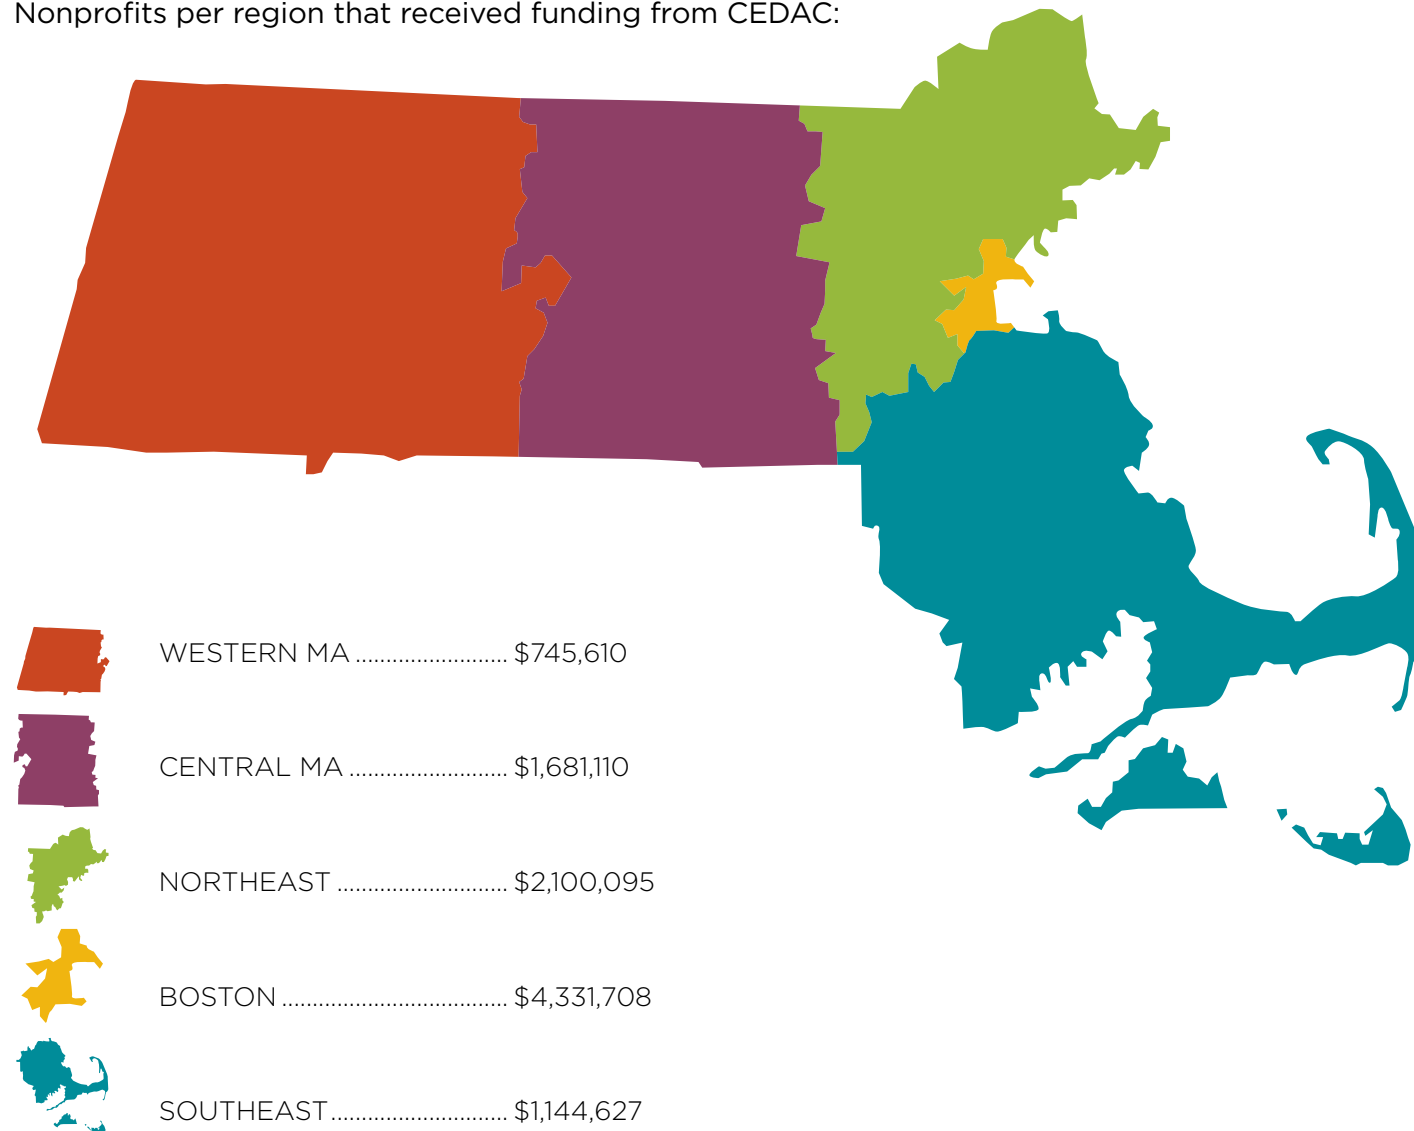 Nonprofits per region that received funding from CEDAC:
WESTERN MA ......................... $745,610
CENTRAL MA .......................... $1,681,110
NORTHEAST ............................ $2,100,095
BOSTON ..................................... $4,331,708
SOUTHEAST............................. $1,144,627